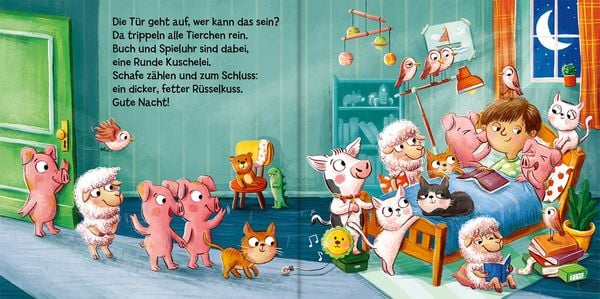 Die Tür geht auf, wer kann das sein?
Da trippeln alle Tierchen rein.
Buch und Spieluhr sind dabei,
eine Runde Kuschelei.
Schafe zählen und zum Schluss:
ein dicker, fetter Rüsselkuss.
Gute Nacht!